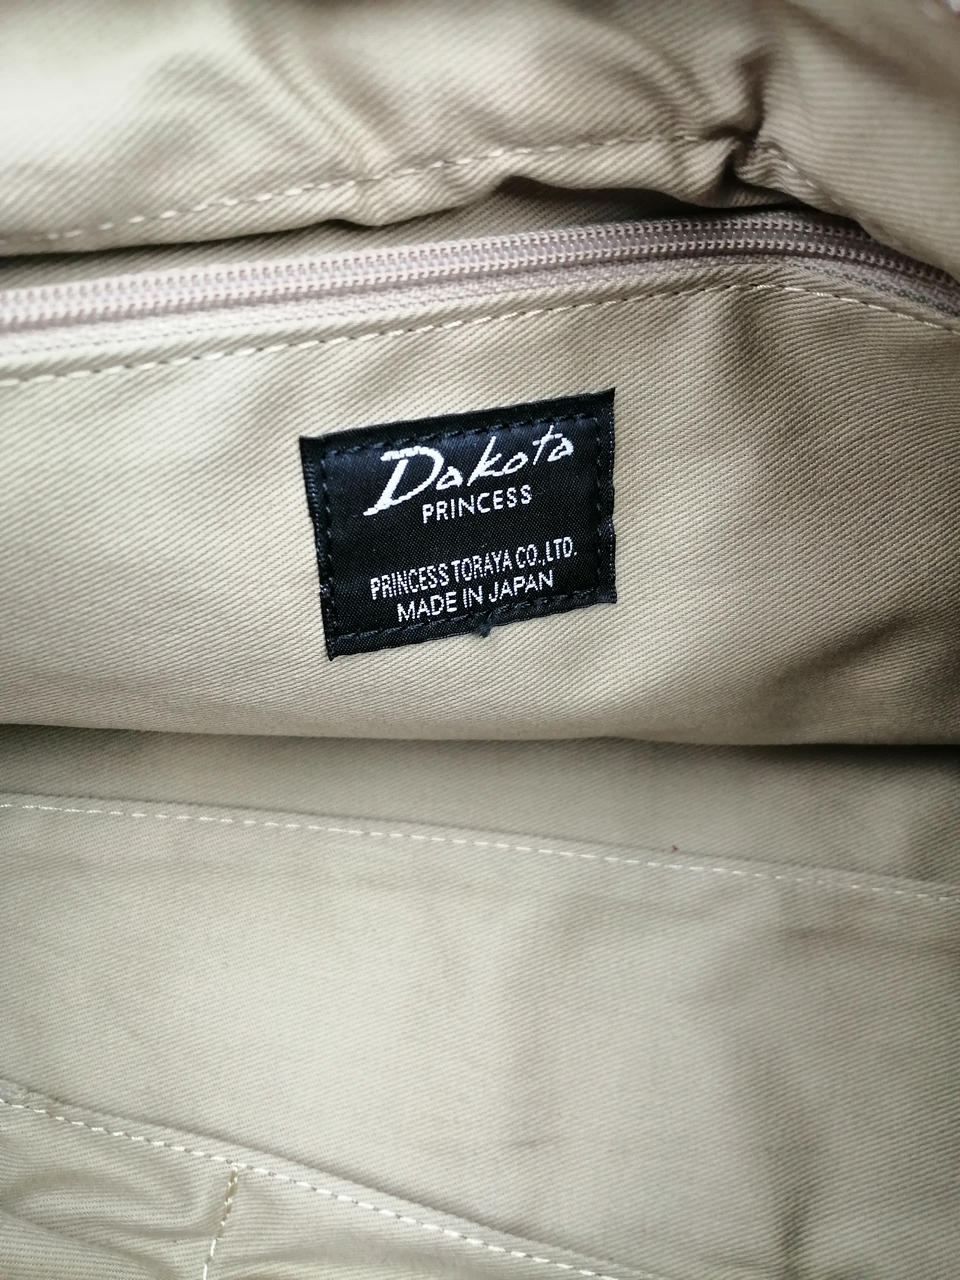 Dakota
PRINCESS
PRINCESS TORAYA CO.,LTD.
MADE IN JAPAN